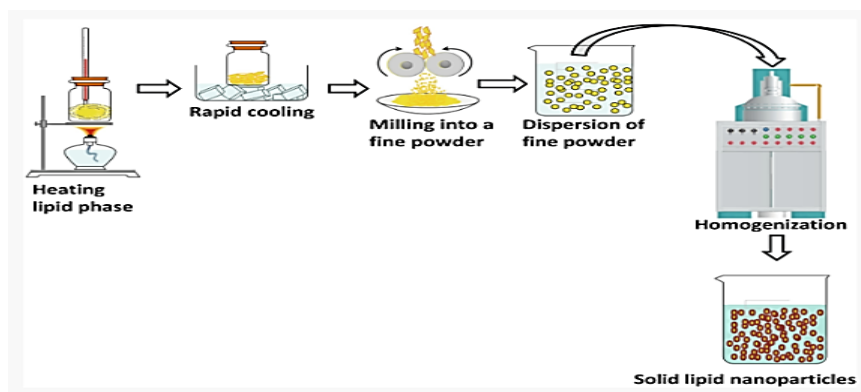 Heating
lipid phase
Rapid cooling
Milling into a
fine powder
Dispersion of
fine powder
Homogenization
Solid lipid nanoparticles